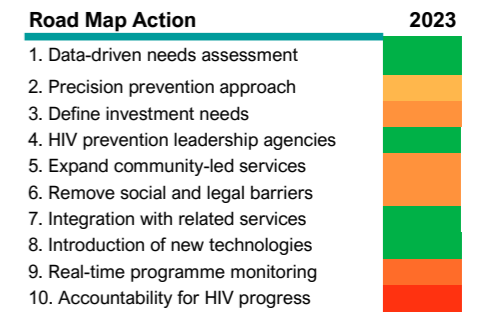 Road Map Action 2023
1. Data-driven needs assessment
2. Precision prevention approach
3. Define investment needs
4. HIV prevention leadership agencies
5. Expand community-led services
6. Remove social and legal barriers
7. Integration with related services
8. Introduction of new technologies
9. Real-time programme monitoring
10. Accountability for HIV progress